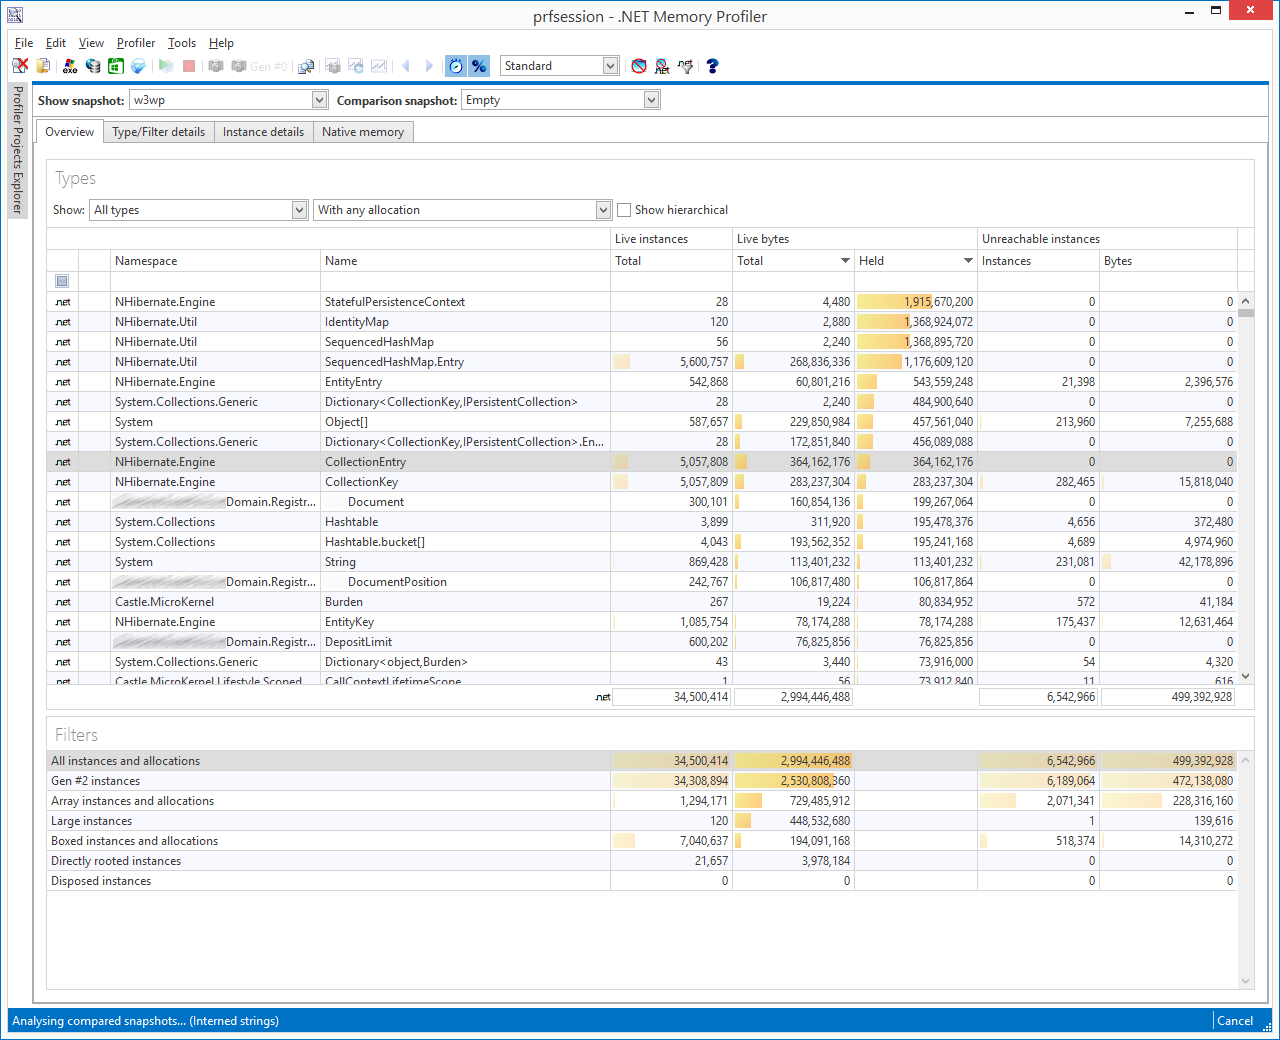 prfsession - .NET Memory Profiler
File Edit View Profiler Tools Help
exe Gen #0 Standard .net .net ?
Profiler Projects Explorer
Show snapshot: w3wp Comparison snapshot: Empty
Overview Type/Filter details Instance details Native memory
Types
Show: All types With any allocation Show hierarchical
Live instances Live bytes Unreachable instances
Namespace Name Total Total Held Instances Bytes
.net NHibernate.Engine StatefulPersistenceContext 28 4,480 1,915,670,200 0 0
.net NHibernate.Util IdentityMap 120 2,880 1,368,924,072 0 0
.net NHibernate.Util SequencedHashMap 56 2,240 1,368,895,720 0 0
.net NHibernate.Util SequencedHashMap.Entry 5,600,757 268,836,336 1,176,609,120 0 0
.net NHibernate.Engine EntityEntry 542,868 60,801,216 543,559,248 21,398 2,396,576
.net System.Collections.Generic Dictionary<CollectionKey,IPersistentCollection> 28 2,240 484,900,640 0 0
.net System Object[] 587,657 229,850,984 457,561,040 213,960 7,255,688
.net System.Collections.Generic Dictionary<CollectionKey,IPersistentCollection>.En... 28 172,851,840 456,089,088 0 0
.net NHibernate.Engine CollectionEntry 5,057,808 364,162,176 364,162,176 0 0
.net NHibernate.Engine CollectionKey 5,057,809 283,237,304 283,237,304 282,465 15,818,040
.net Domain.Registr... Document 300,101 160,854,136 199,267,064 0 0
.net System.Collections Hashtable 3,899 311,920 195,478,376 4,656 372,480
.net System.Collections Hashtable.bucket[] 4,043 193,562,352 195,241,168 4,689 4,974,960
.net System String 869,428 113,401,232 113,401,232 231,081 42,178,896
.net Domain.Registr... DocumentPosition 242,767 106,817,480 106,817,864 0 0
.net Castle.MicroKernel Burden 267 19,224 80,834,952 572 41,184
.net NHibernate.Engine EntityKey 1,085,754 78,174,288 78,174,288 175,437 12,631,464
.net Domain.Registr... DepositLimit 600,202 76,825,856 76,825,856 0 0
.net System.Collections.Generic Dictionary<object,Burden> 43 3,440 73,916,000 54 4,320
.net Castle.MicroKernel.Lifestyle.Scoped CallContextLifetimeScope 1 56 73,912,840 11 616
.net 34,500,414 2,994,446,488 6,542,966 499,392,928
Filters
All instances and allocations 34,500,414 2,994,446,488 6,542,966 499,392,928
Gen #2 instances 34,308,894 2,530,808,360 6,189,064 472,138,080
Array instances and allocations 1,294,171 729,485,912 2,071,341 228,316,160
Large instances 120 448,532,680 1 139,616
Boxed instances and allocations 7,040,637 194,091,168 518,374 14,310,272
Directly rooted instances 21,657 3,978,184 0 0
Disposed instances 0 0 0 0
Analysing compared snapshots... (Interned strings) Cancel